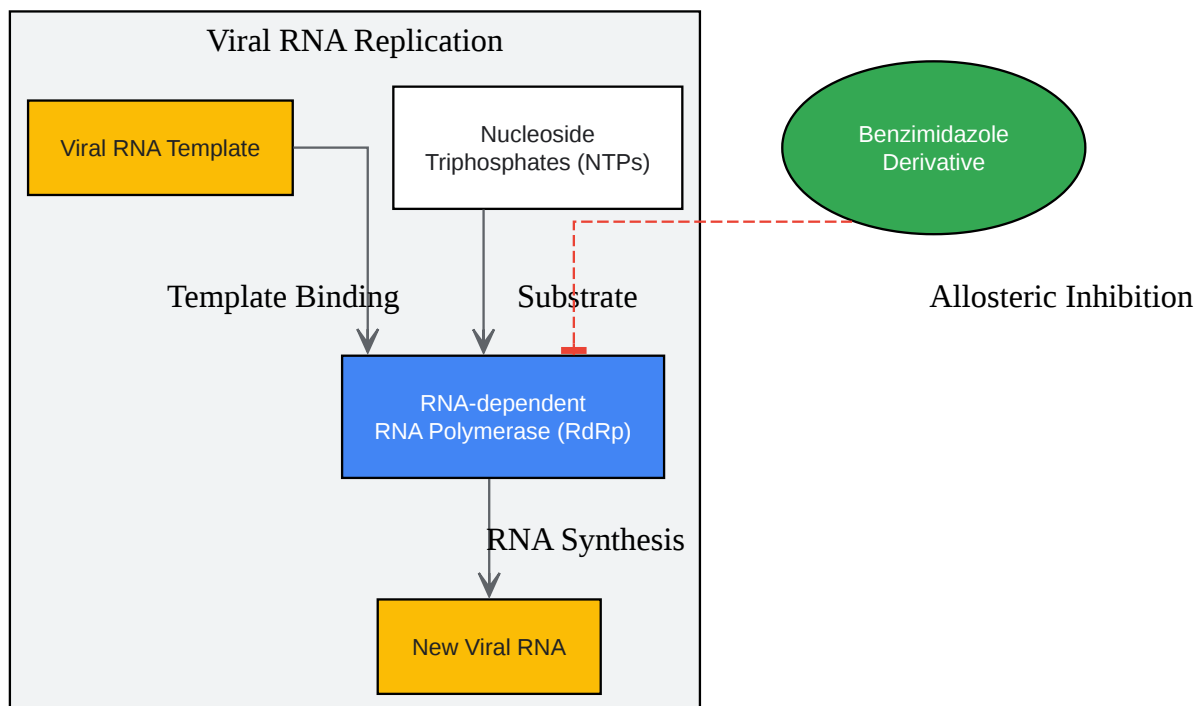 Viral RNA Replication
Viral RNA Template
Nucleoside
Triphosphates (NTPs)
Benzimidazole
Derivative
Template Binding
Substrate
Allosteric Inhibition
RNA-dependent
RNA Polymerase (RdRp)
RNA Synthesis
New Viral RNA